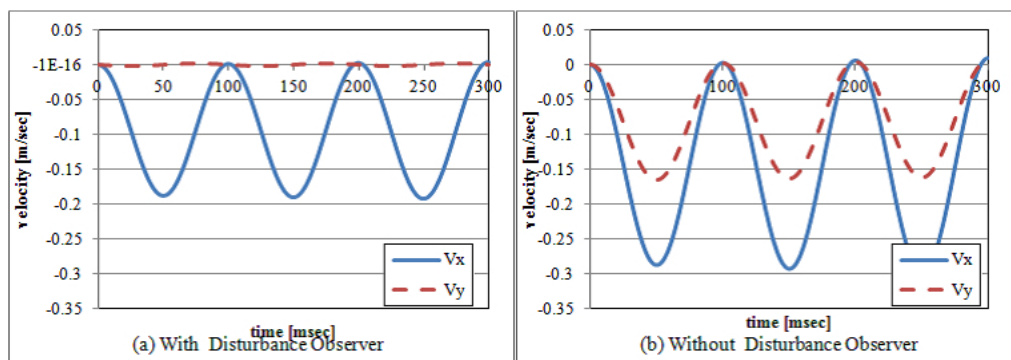 0.05
-1E-16
-0.05
-0.1
-0.15
-0.2
-0.25
-0.3
-0.35
0 50 100 150 200 250 300
velocity [m/sec]
Vx
Vy
time [msec]
(a) With Disturbance Observer
0.05
0
-0.05
-0.1
-0.15
-0.2
-0.25
-0.3
-0.35
0 100 200 300
velocity [m/sec]
Vx
Vy
time [msec]
(b) Without Disturbance Observer